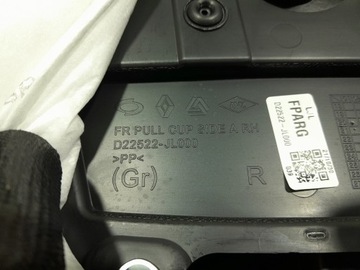 FR PULL CUP SIDE A RH
D22522-JL000
>PP<
(Gr)
R
L L
FPARG
D22522-JL000